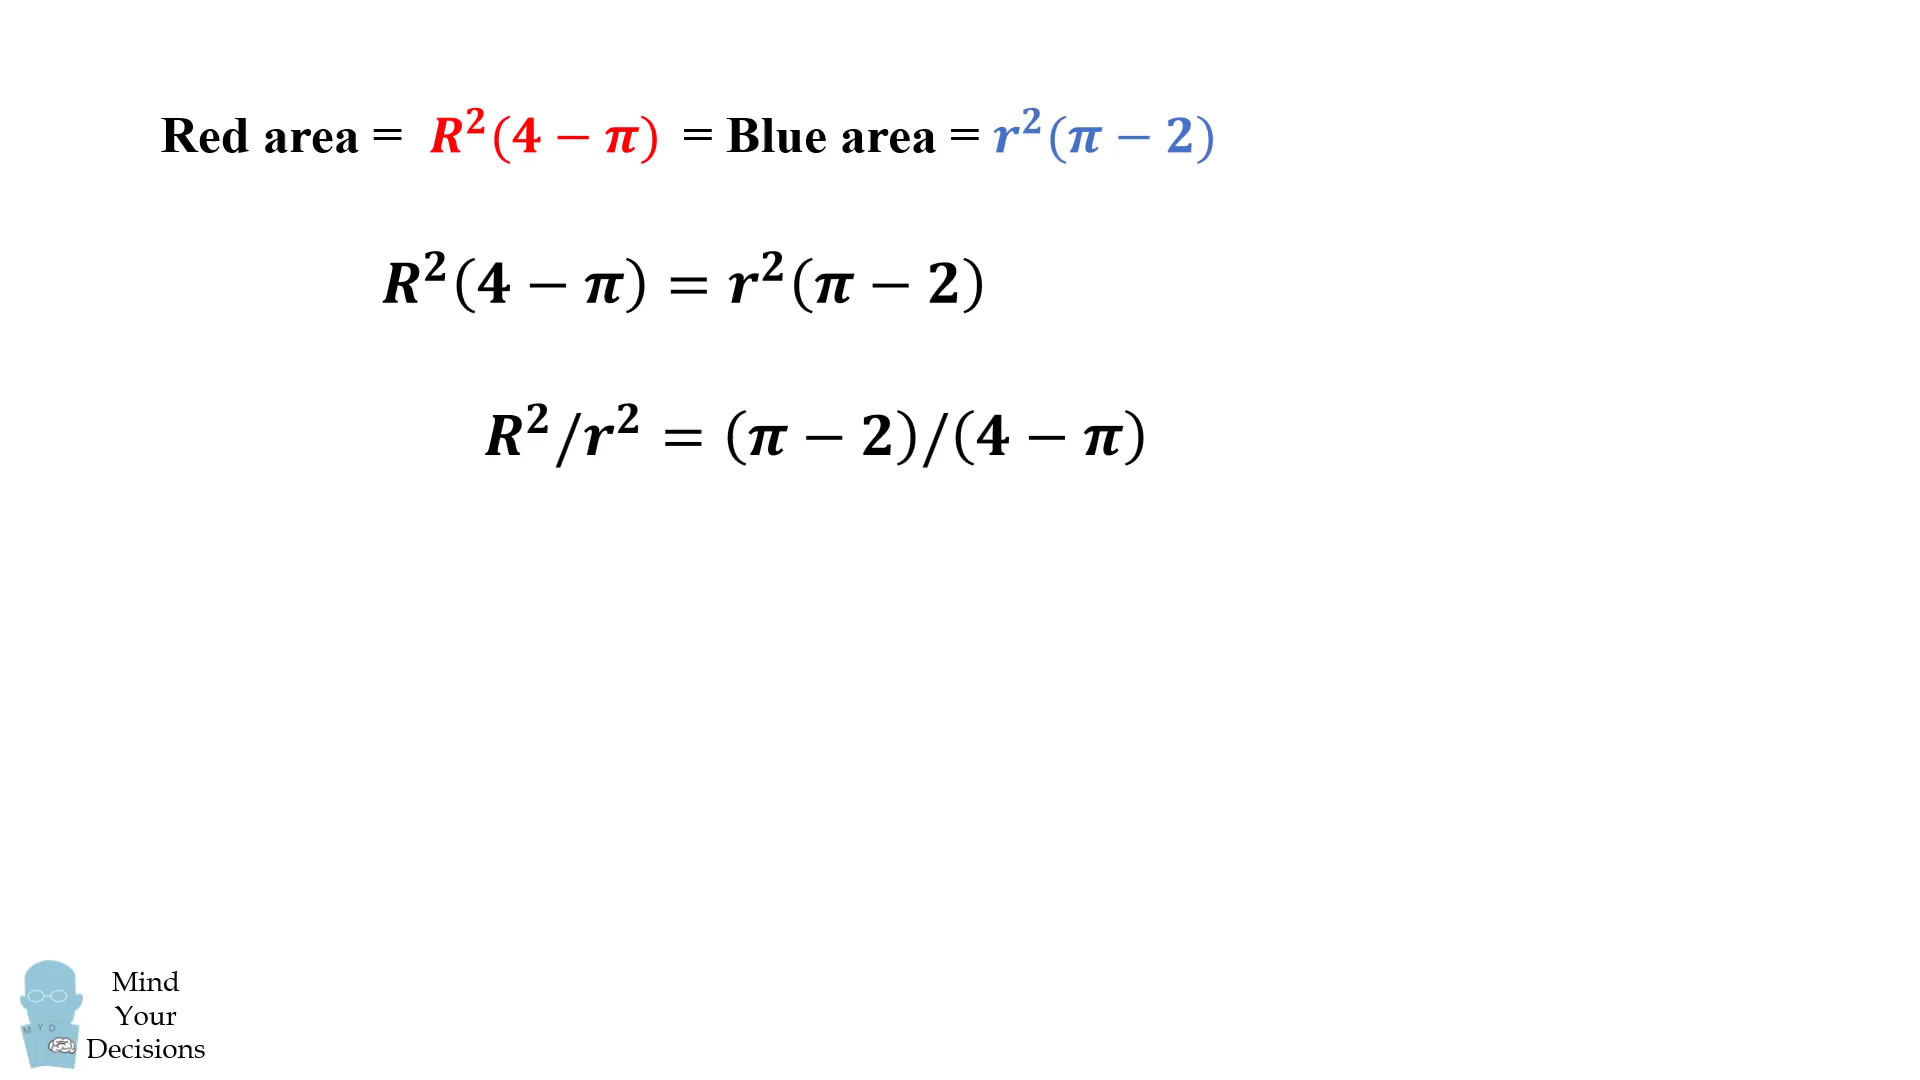 Red area = R²(4 − π) = Blue area = r²(π − 2)
R²(4 − π) = r²(π − 2)
R²/r² = (π − 2)/(4 − π)
M Y D
Mind
Your
Decisions